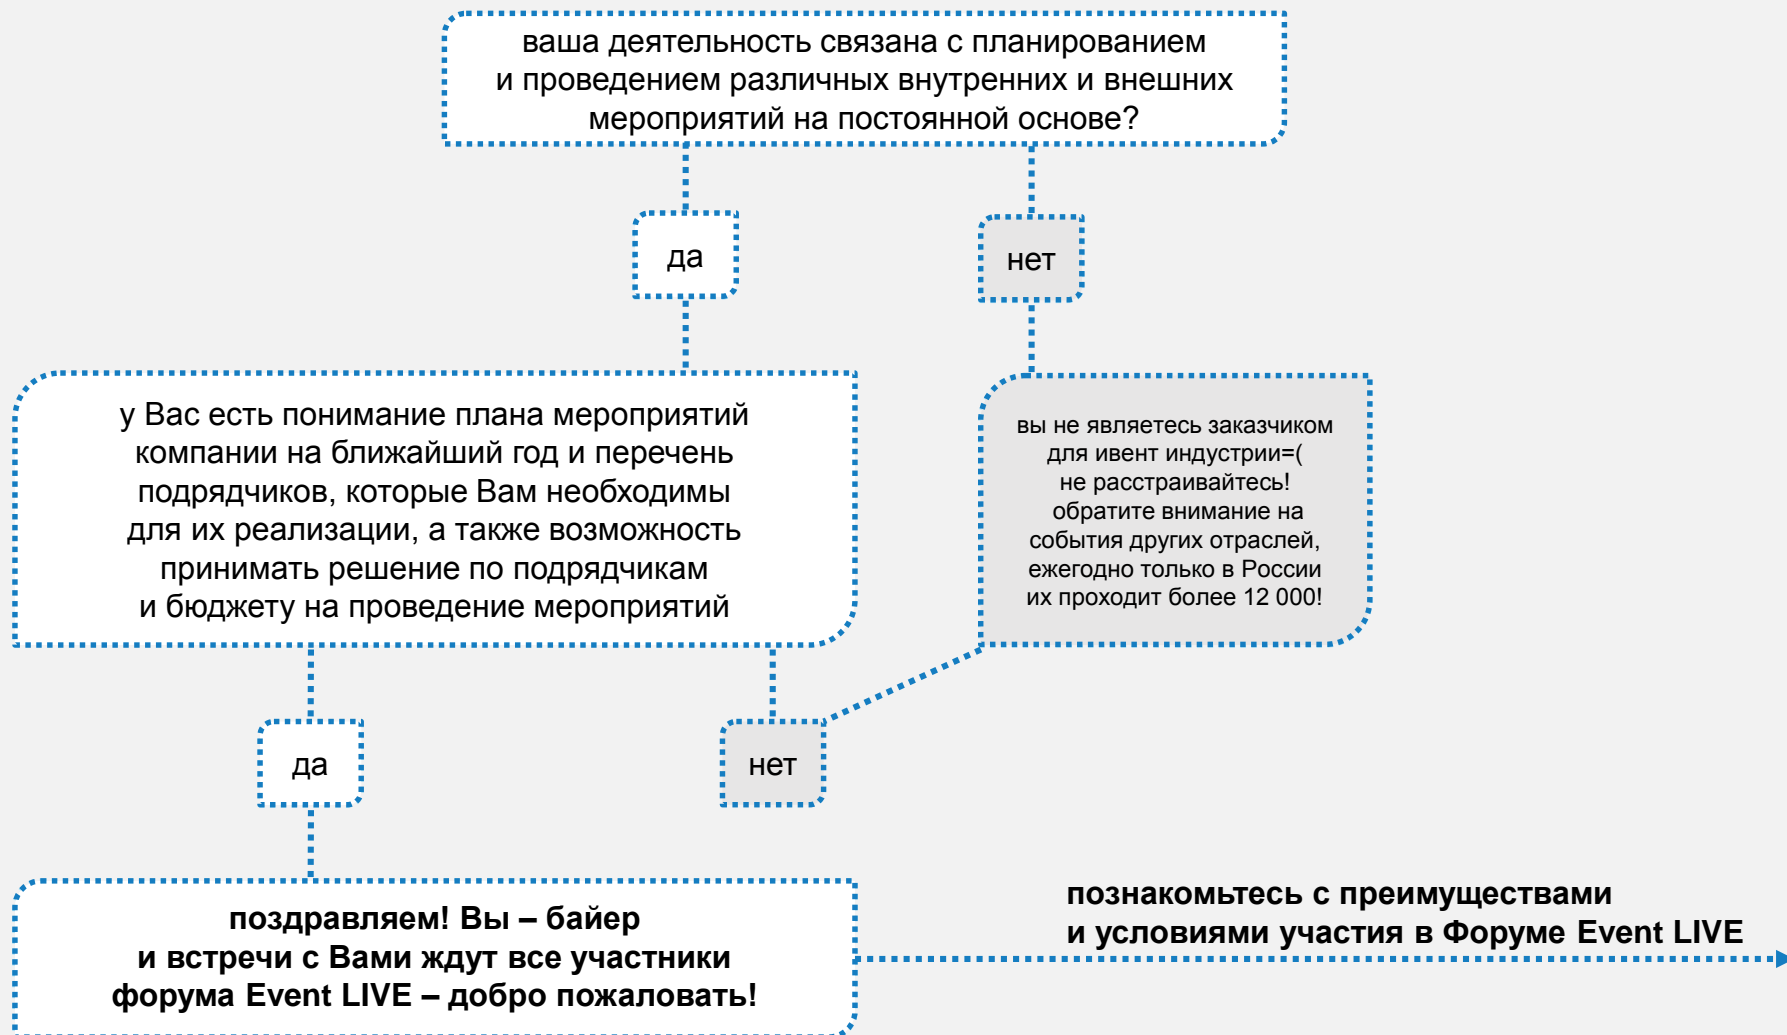 ваша деятельность связана с планированием
и проведением различных внутренних и внешних
мероприятий на постоянной основе?
да
нет
у Вас есть понимание плана мероприятий
компании на ближайший год и перечень
подрядчиков, которые Вам необходимы
для их реализации, а также возможность
принимать решение по подрядчикам
и бюджету на проведение мероприятий
вы не являетесь заказчиком
для ивент индустрии=(
не расстраивайтесь!
обратите внимание на
события других отраслей,
ежегодно только в России
их проходит более 12 000!
да
нет
поздравляем! Вы – байер
и встречи с Вами ждут все участники
форума Event LIVE – добро пожаловать!
познакомьтесь с преимуществами
и условиями участия в Форуме Event LIVE